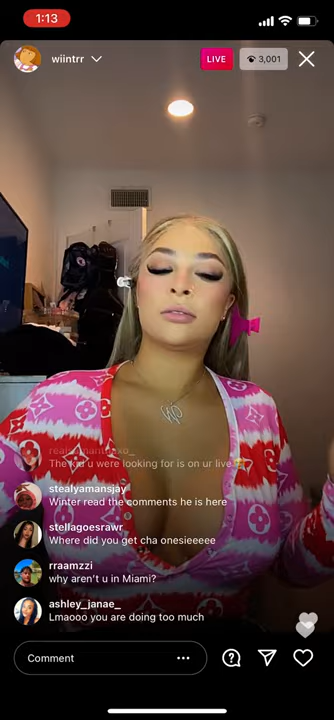 1:13
wiintrr
LIVE
3,001
The kid u were looking for is on ur live
stealyamansjay
Winter read the comments he is here
stellagoesrawr
Where did you get cha onesieeeee
rraamzzi
why aren't u in Miami?
ashley_janae_
Lmaooo you are doing too much
Comment